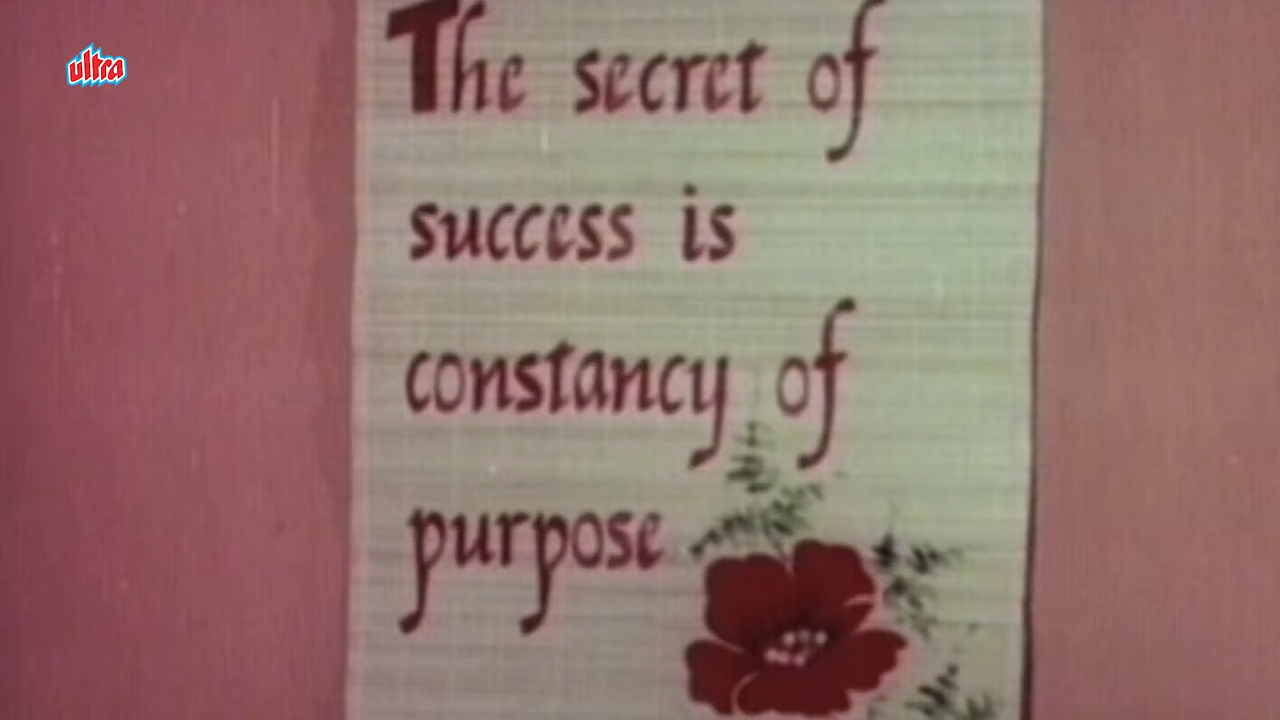 ultra
The secret of
success is
constancy of
purpose